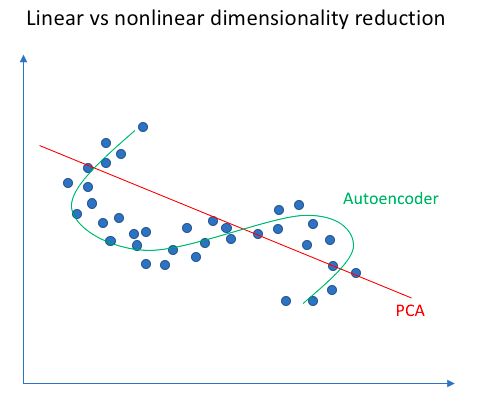 Linear vs nonlinear dimensionality reduction
Autoencoder
PCA